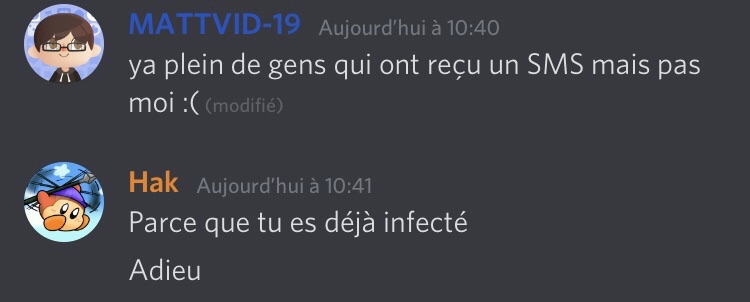 MATTVID-19 Aujourd'hui à 10:40
ya plein de gens qui ont reçu un SMS mais pas
moi :( (modifié)
Hak Aujourd'hui à 10:41
Parce que tu es déjà infecté
Adieu